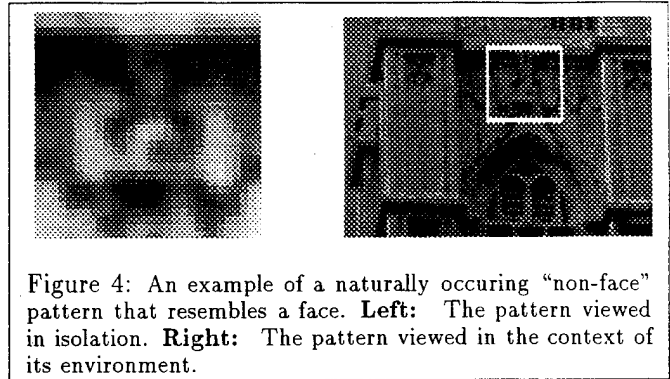 Figure 4: An example of a naturally occuring “non-face”
pattern that resembles a face. Left: The pattern viewed
in isolation. Right: The pattern viewed in the context of
its environment.